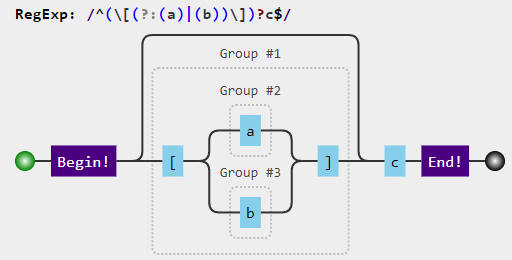 RegExp: /^(\[(?:(a)|(b))\])?c$/
Group #1
Group #2
a
Begin!
[
]
c
End!
Group #3
b